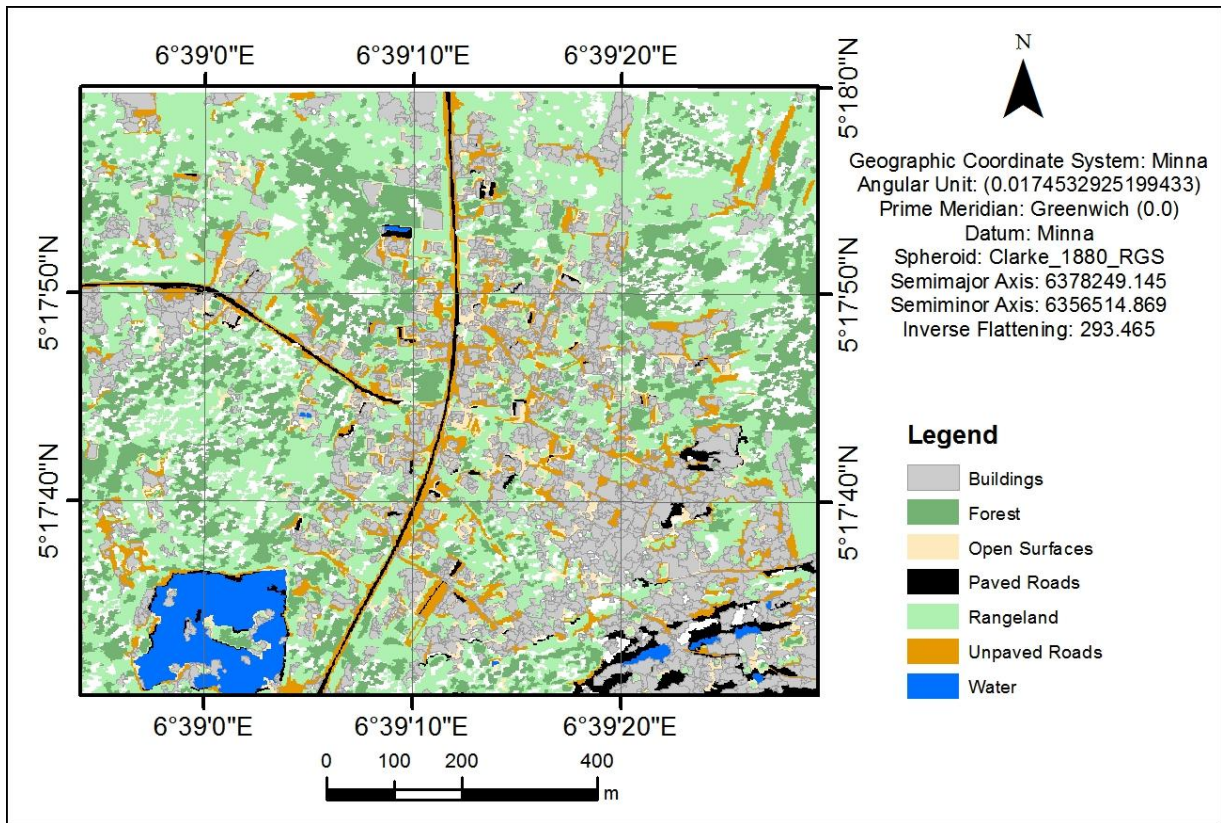 6°39'0"E
6°39'10"E
6°39'20"E
5°18'0"N
5°17'50"N
5°17'50"N
5°17'40"N
5°17'40"N
6°39'0"E
6°39'10"E
6°39'20"E
0
100
200
400
m
N
Geographic Coordinate System: Minna
Angular Unit: (0.0174532925199433)
Prime Meridian: Greenwich (0.0)
Datum: Minna
Spheroid: Clarke_1880_RGS
Semimajor Axis: 6378249.145
Semiminor Axis: 6356514.869
Inverse Flattening: 293.465
Legend
Buildings
Forest
Open Surfaces
Paved Roads
Rangeland
Unpaved Roads
Water